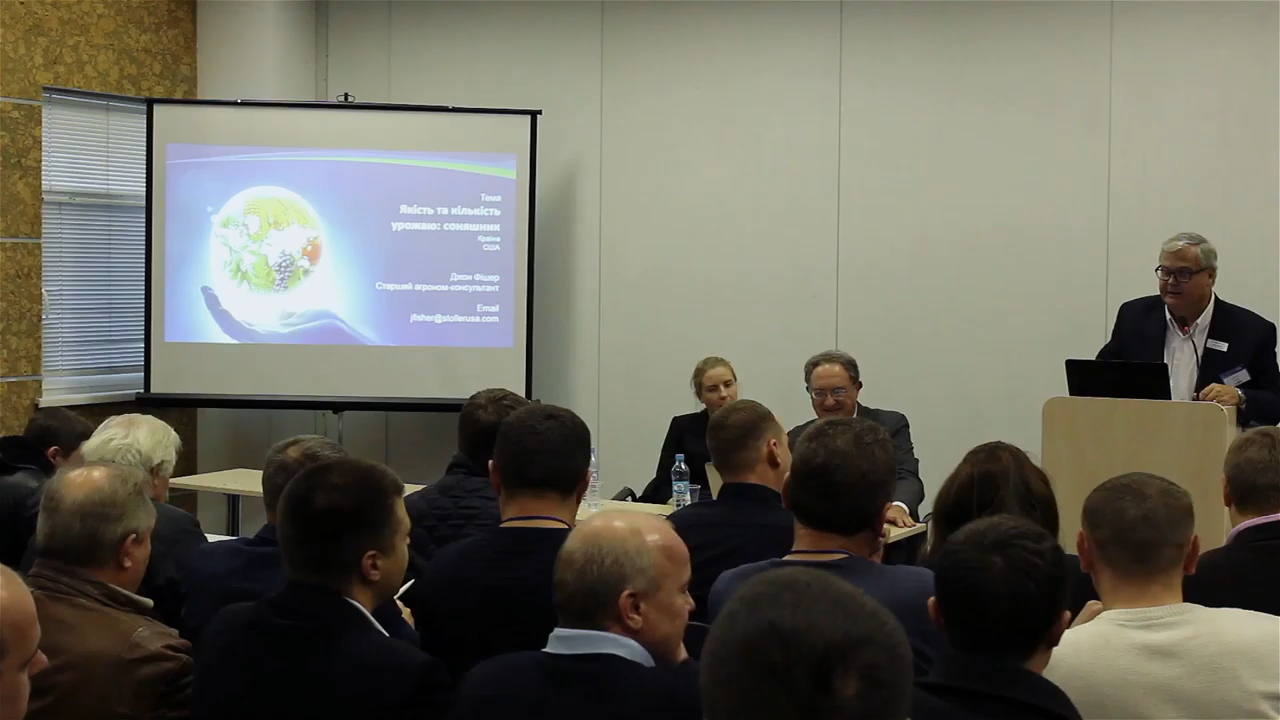 Тема
Якість та кількість
урожаю: соняшник
Країна
США
Джон Фішер
Старший агроном-консультант
Email
jfisher@stollerusa.com